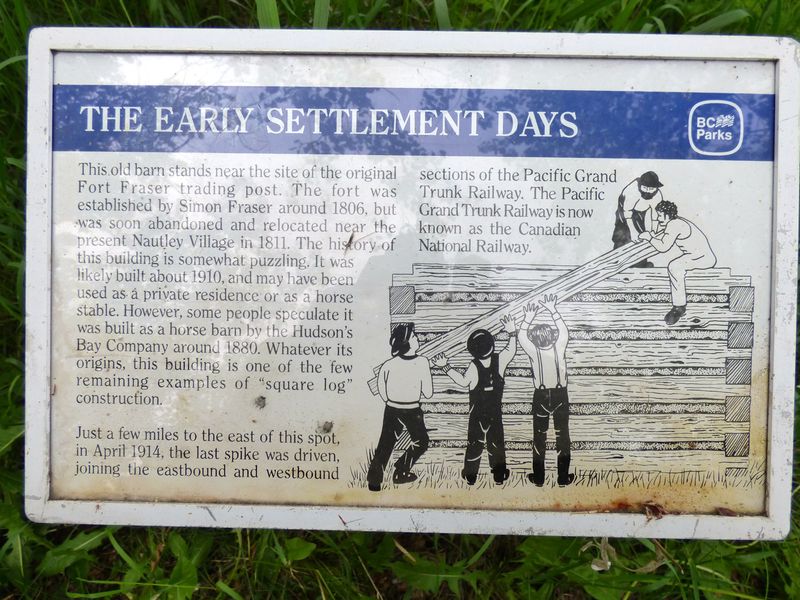 THE EARLY SETTLEMENT DAYS
BC
Parks
This old barn stands near the site of the original
Fort Fraser trading post. The fort was
established by Simon Fraser around 1806, but
was soon abandoned and relocated near the
present Nautley Village in 1811. The history of
this building is somewhat puzzling. It was
likely built about 1910, and may have been
used as a private residence or as a horse
stable. However, some people speculate it
was built as a horse barn by the Hudson's
Bay Company around 1880. Whatever its
origins, this building is one of the few
remaining examples of “square log”
construction.
Just a few miles to the east of this spot,
in April 1914, the last spike was driven,
joining the eastbound and westbound
sections of the Pacific Grand
Trunk Railway. The Pacific
Grand Trunk Railway is now
known as the Canadian
National Railway.